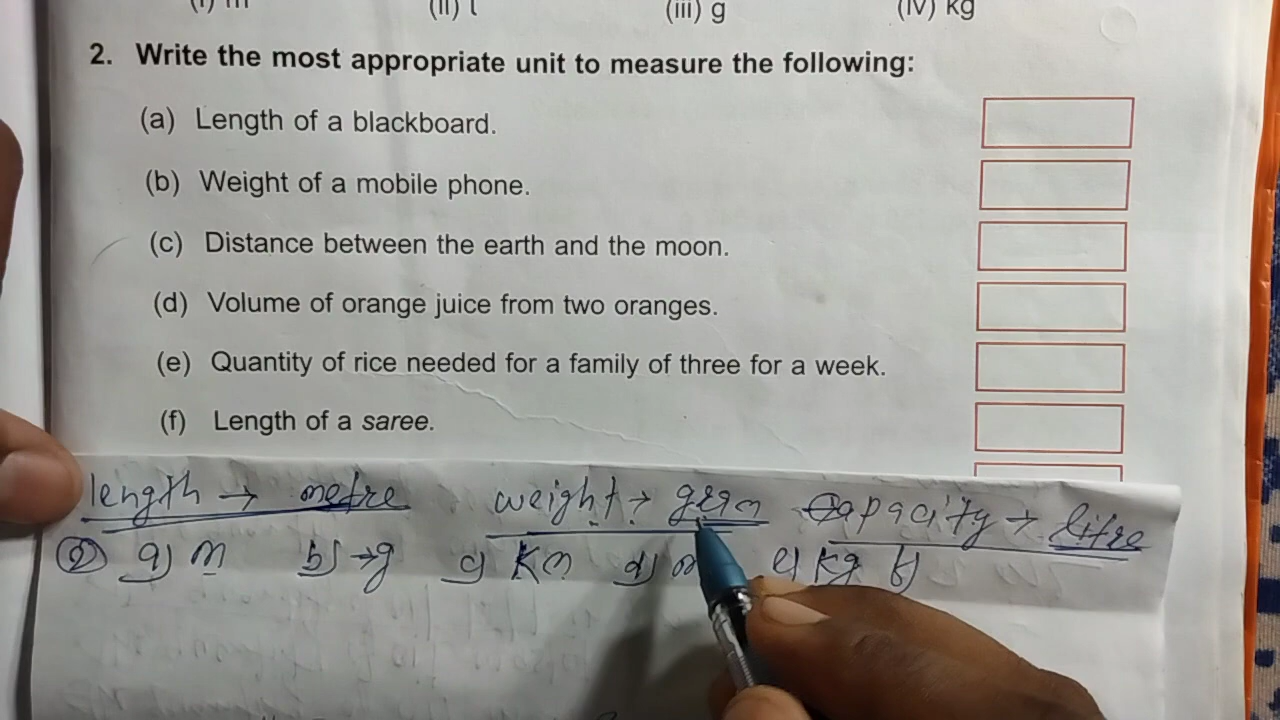 (i) m (ii) l (iii) g (iv) kg
2. Write the most appropriate unit to measure the following:
(a) Length of a blackboard.
(b) Weight of a mobile phone.
(c) Distance between the earth and the moon.
(d) Volume of orange juice from two oranges.
(e) Quantity of rice needed for a family of three for a week.
(f) Length of a saree.
length → metre weight → gram Capacity → litre
② a) m b) → g c) Km d) e) kg f)